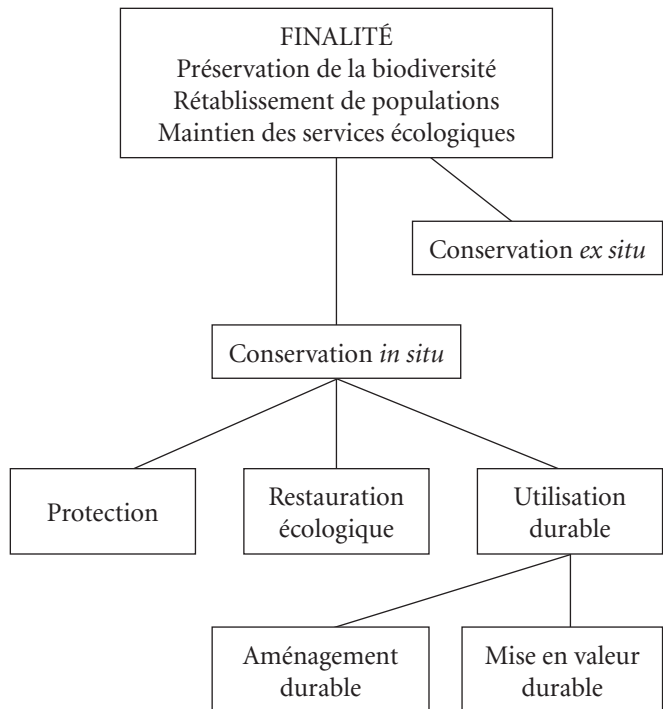 FINALITÉ
Préservation de la biodiversité
Rétablissement de populations
Maintien des services écologiques
Conservation ex situ
Conservation in situ
Protection
Restauration
écologique
Utilisation
durable
Aménagement
durable
Mise en valeur
durable